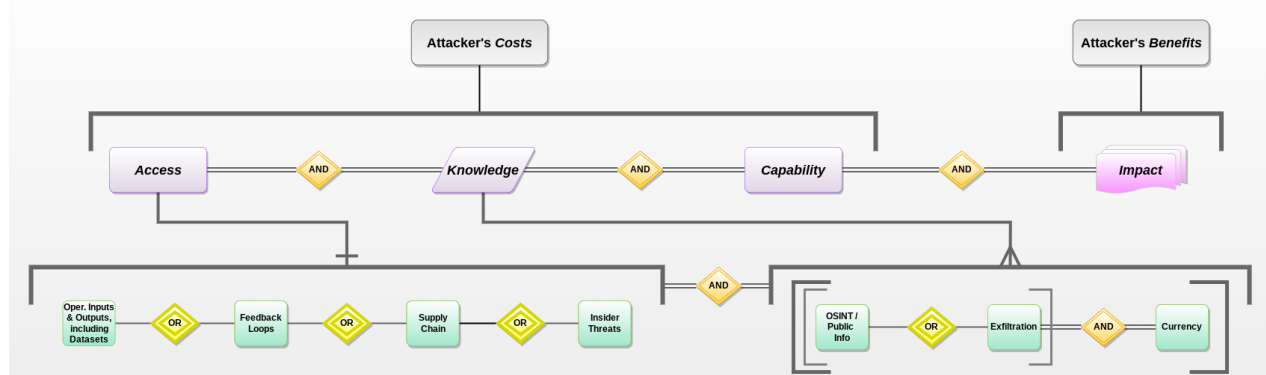 Attacker's Costs
Attacker's Benefits
Access
AND
Knowledge
AND
Capability
AND
Impact
AND
Oper. Inputs
& Outputs,
including
Datasets
OR
Feedback
Loops
OR
Supply
Chain
OR
Insider
Threats
OSINT /
Public
Info
OR
Exfiltration
AND
Currency